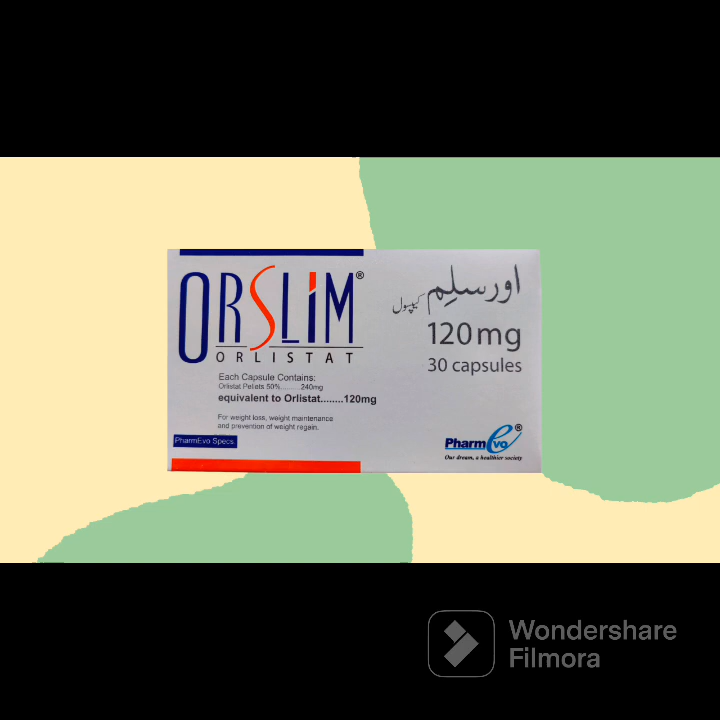 ORSLIM®
ORLISTAT
Each Capsule Contains:
Orlistat Pellets 50%.........240mg
equivalent to Orlistat........120mg
For weight loss, weight maintenance
and prevention of weight regain.
PharmEvo Specs.
اورسلِم کیپسول
120mg
30 capsules
PharmEvo®
Our dream, a healthier society
Wondershare
Filmora